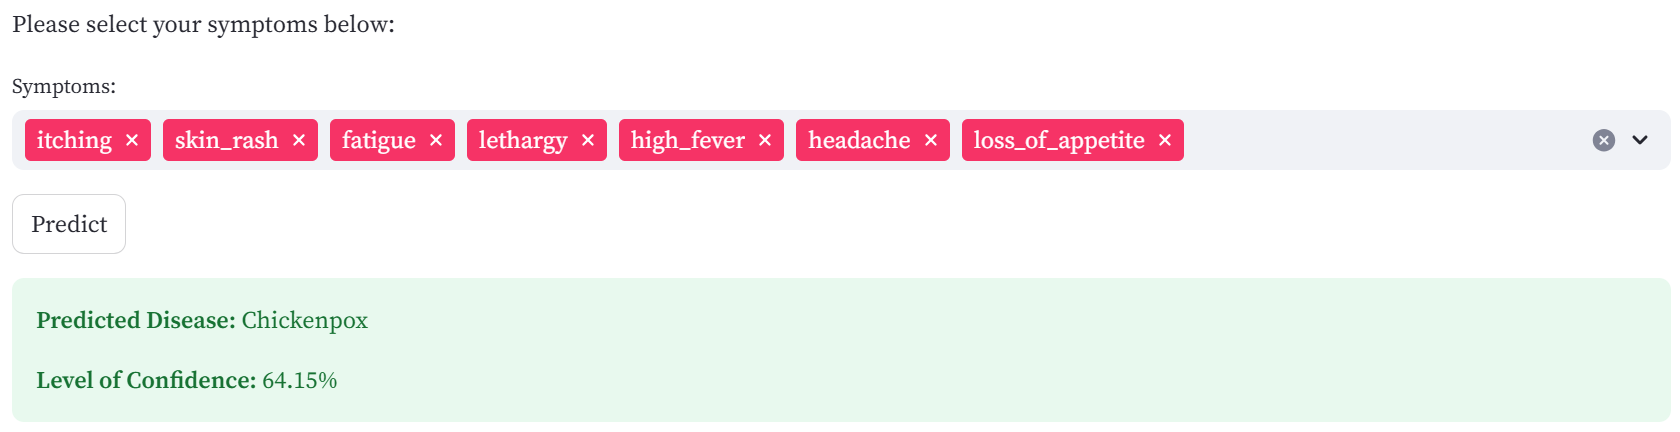 Please select your symptoms below:
Symptoms:
itching × skin_rash × fatigue × lethargy × high_fever × headache × loss_of_appetite ×
Predict
Predicted Disease: Chickenpox
Level of Confidence: 64.15%